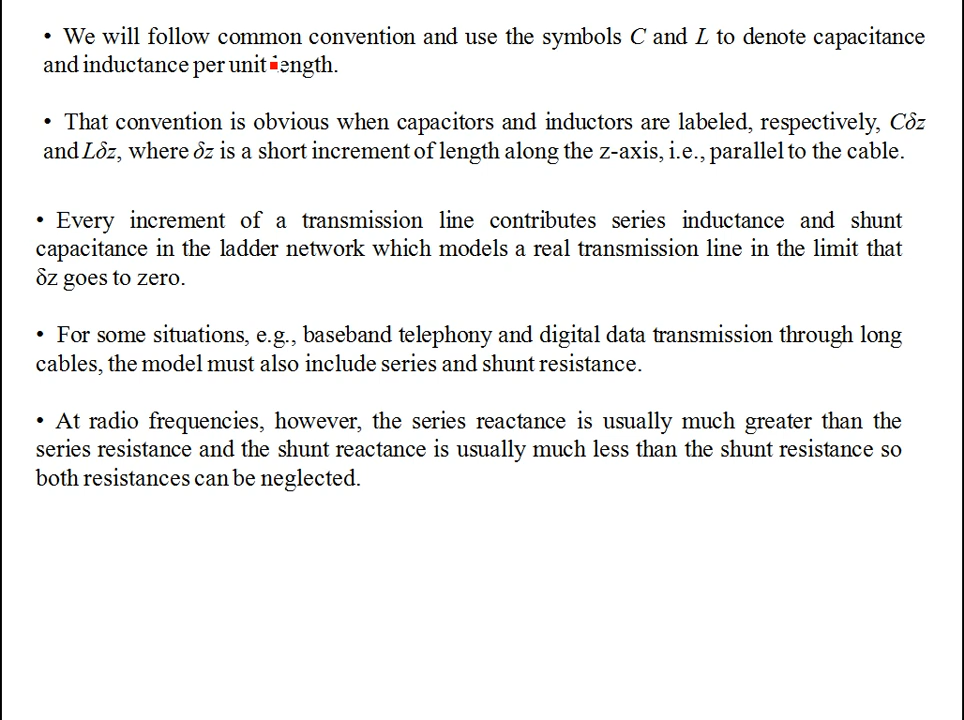 • We will follow common convention and use the symbols C and L to denote capacitance
and inductance per unit length.
• That convention is obvious when capacitors and inductors are labeled, respectively, Cδz
and Lδz, where δz is a short increment of length along the z-axis, i.e., parallel to the cable.
• Every increment of a transmission line contributes series inductance and shunt
capacitance in the ladder network which models a real transmission line in the limit that
δz goes to zero.
• For some situations, e.g., baseband telephony and digital data transmission through long
cables, the model must also include series and shunt resistance.
• At radio frequencies, however, the series reactance is usually much greater than the
series resistance and the shunt reactance is usually much less than the shunt resistance so
both resistances can be neglected.